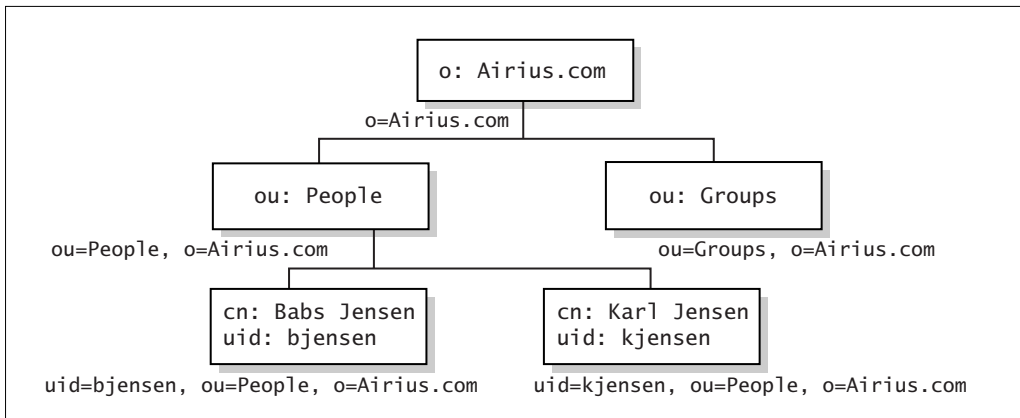 o: Airius.com
o=Airius.com
ou: People
ou: Groups
ou=People, o=Airius.com
ou=Groups, o=Airius.com
cn: Babs Jensen
uid: bjensen
cn: Karl Jensen
uid: kjensen
uid=bjensen, ou=People, o=Airius.com
uid=kjensen, ou=People, o=Airius.com